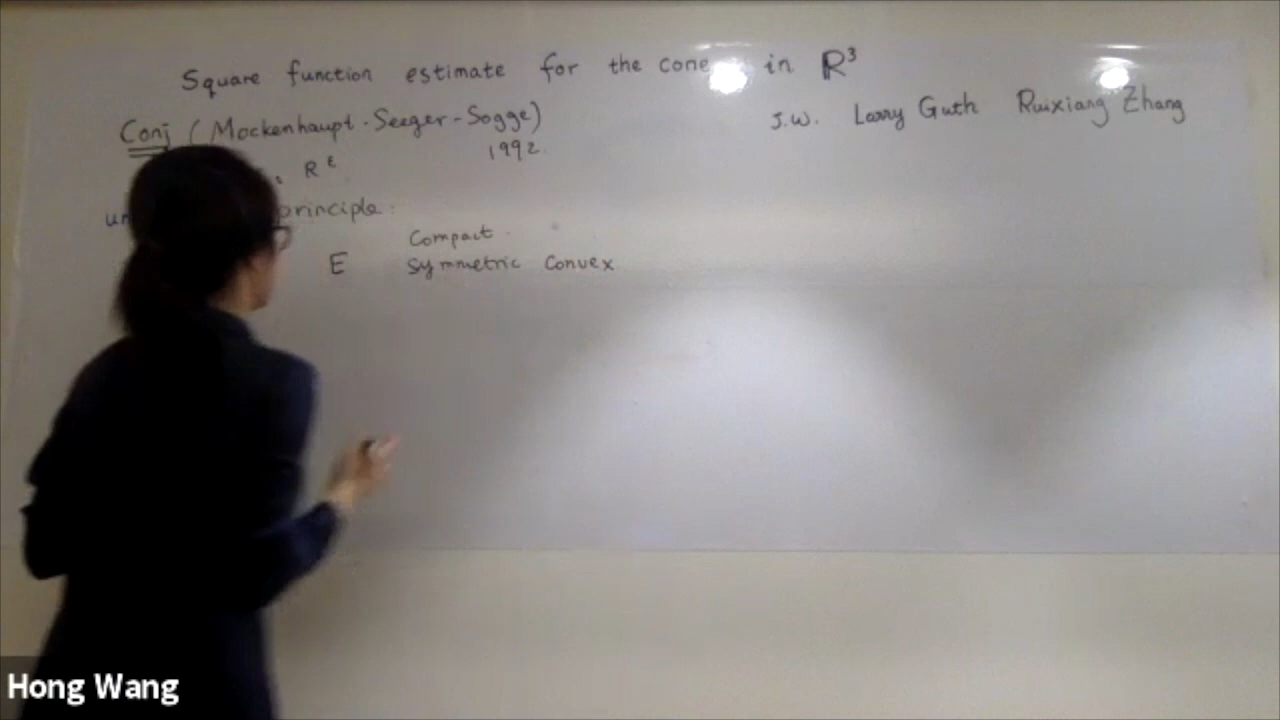 Square function estimate for the cone in ℝ³
Conj (Mockenhaupt - Seeger - Sogge) J.W. Larry Guth Ruixiang Zhang
1992
R^ε
principle:
Compact
E Symmetric Convex
Hong Wang